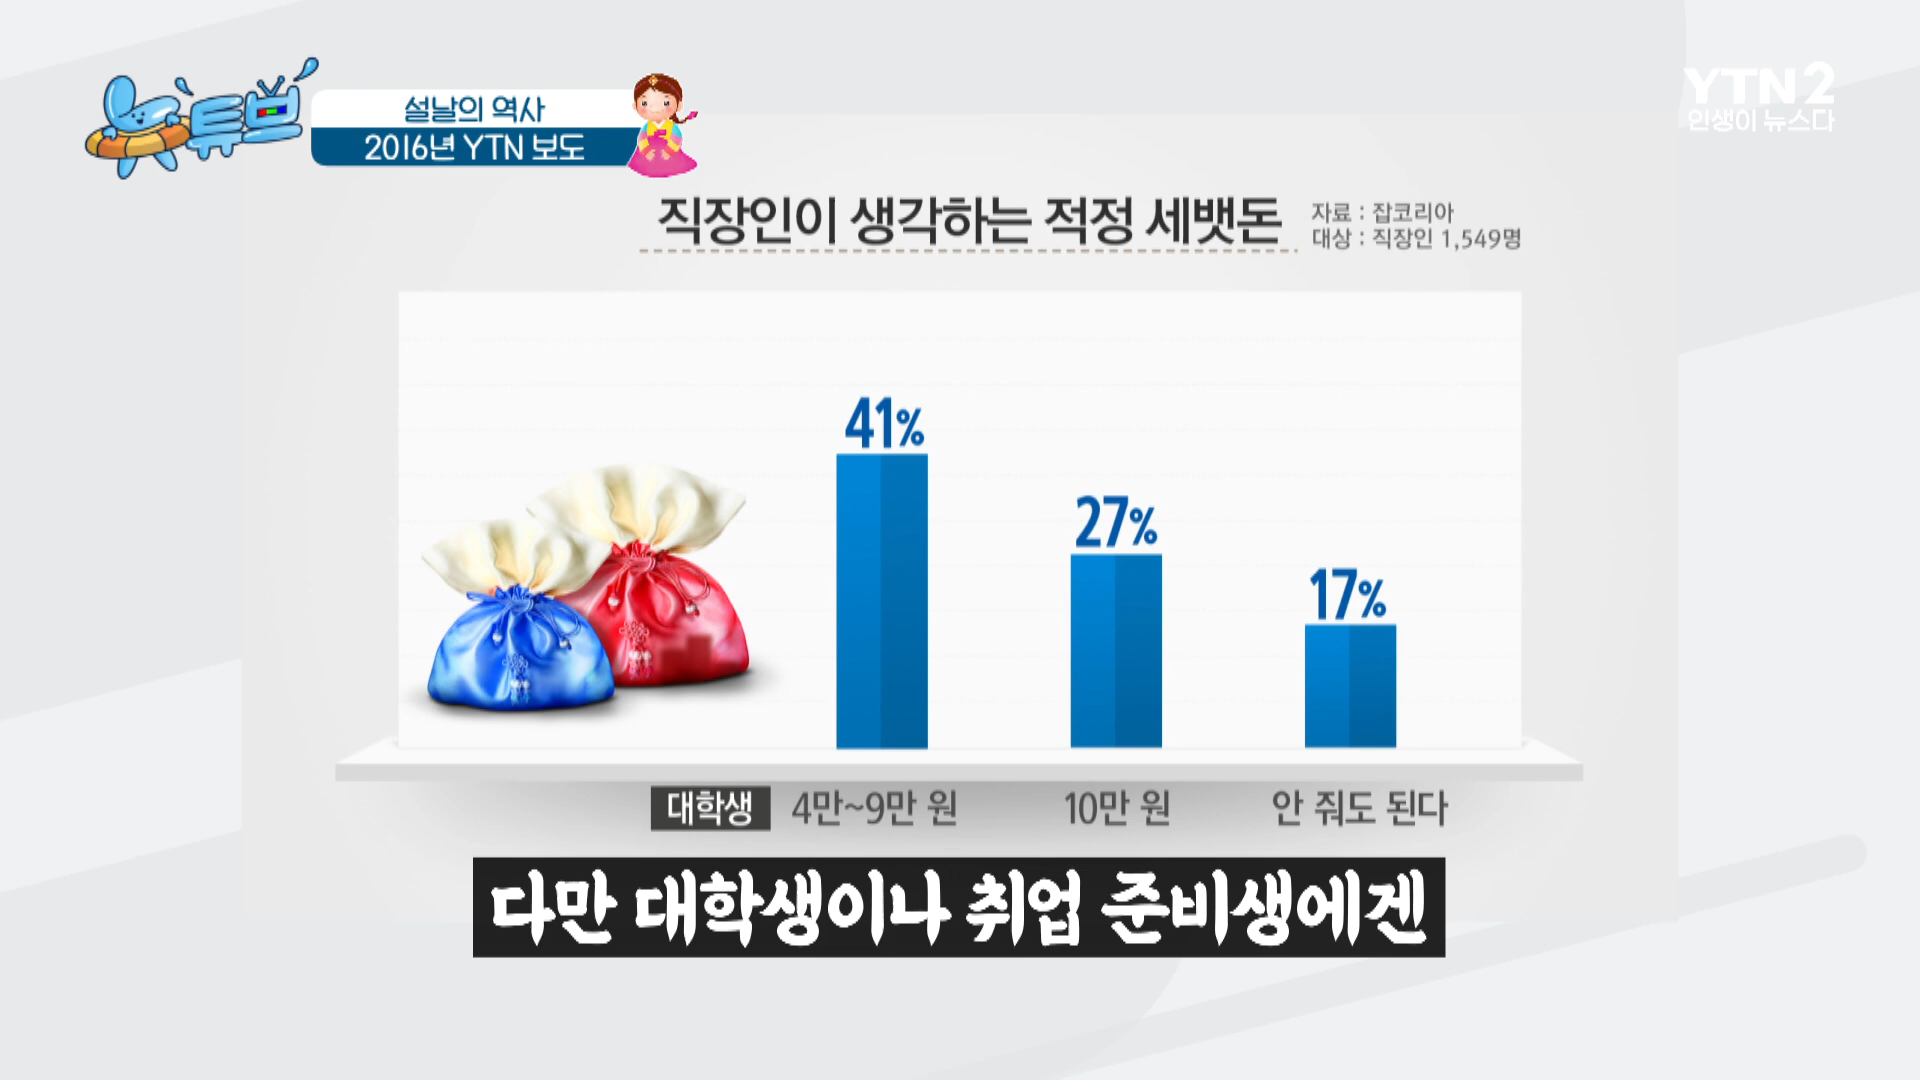 뉴튜브
설날의 역사
2016년 YTN 보도
YTN2
인생이 뉴스다
직장인이 생각하는 적정 세뱃돈
자료 : 잡코리아
대상 : 직장인 1,549명
41%
27%
17%
대학생 4만~9만 원 10만 원 안 줘도 된다
다만 대학생이나 취업 준비생에겐